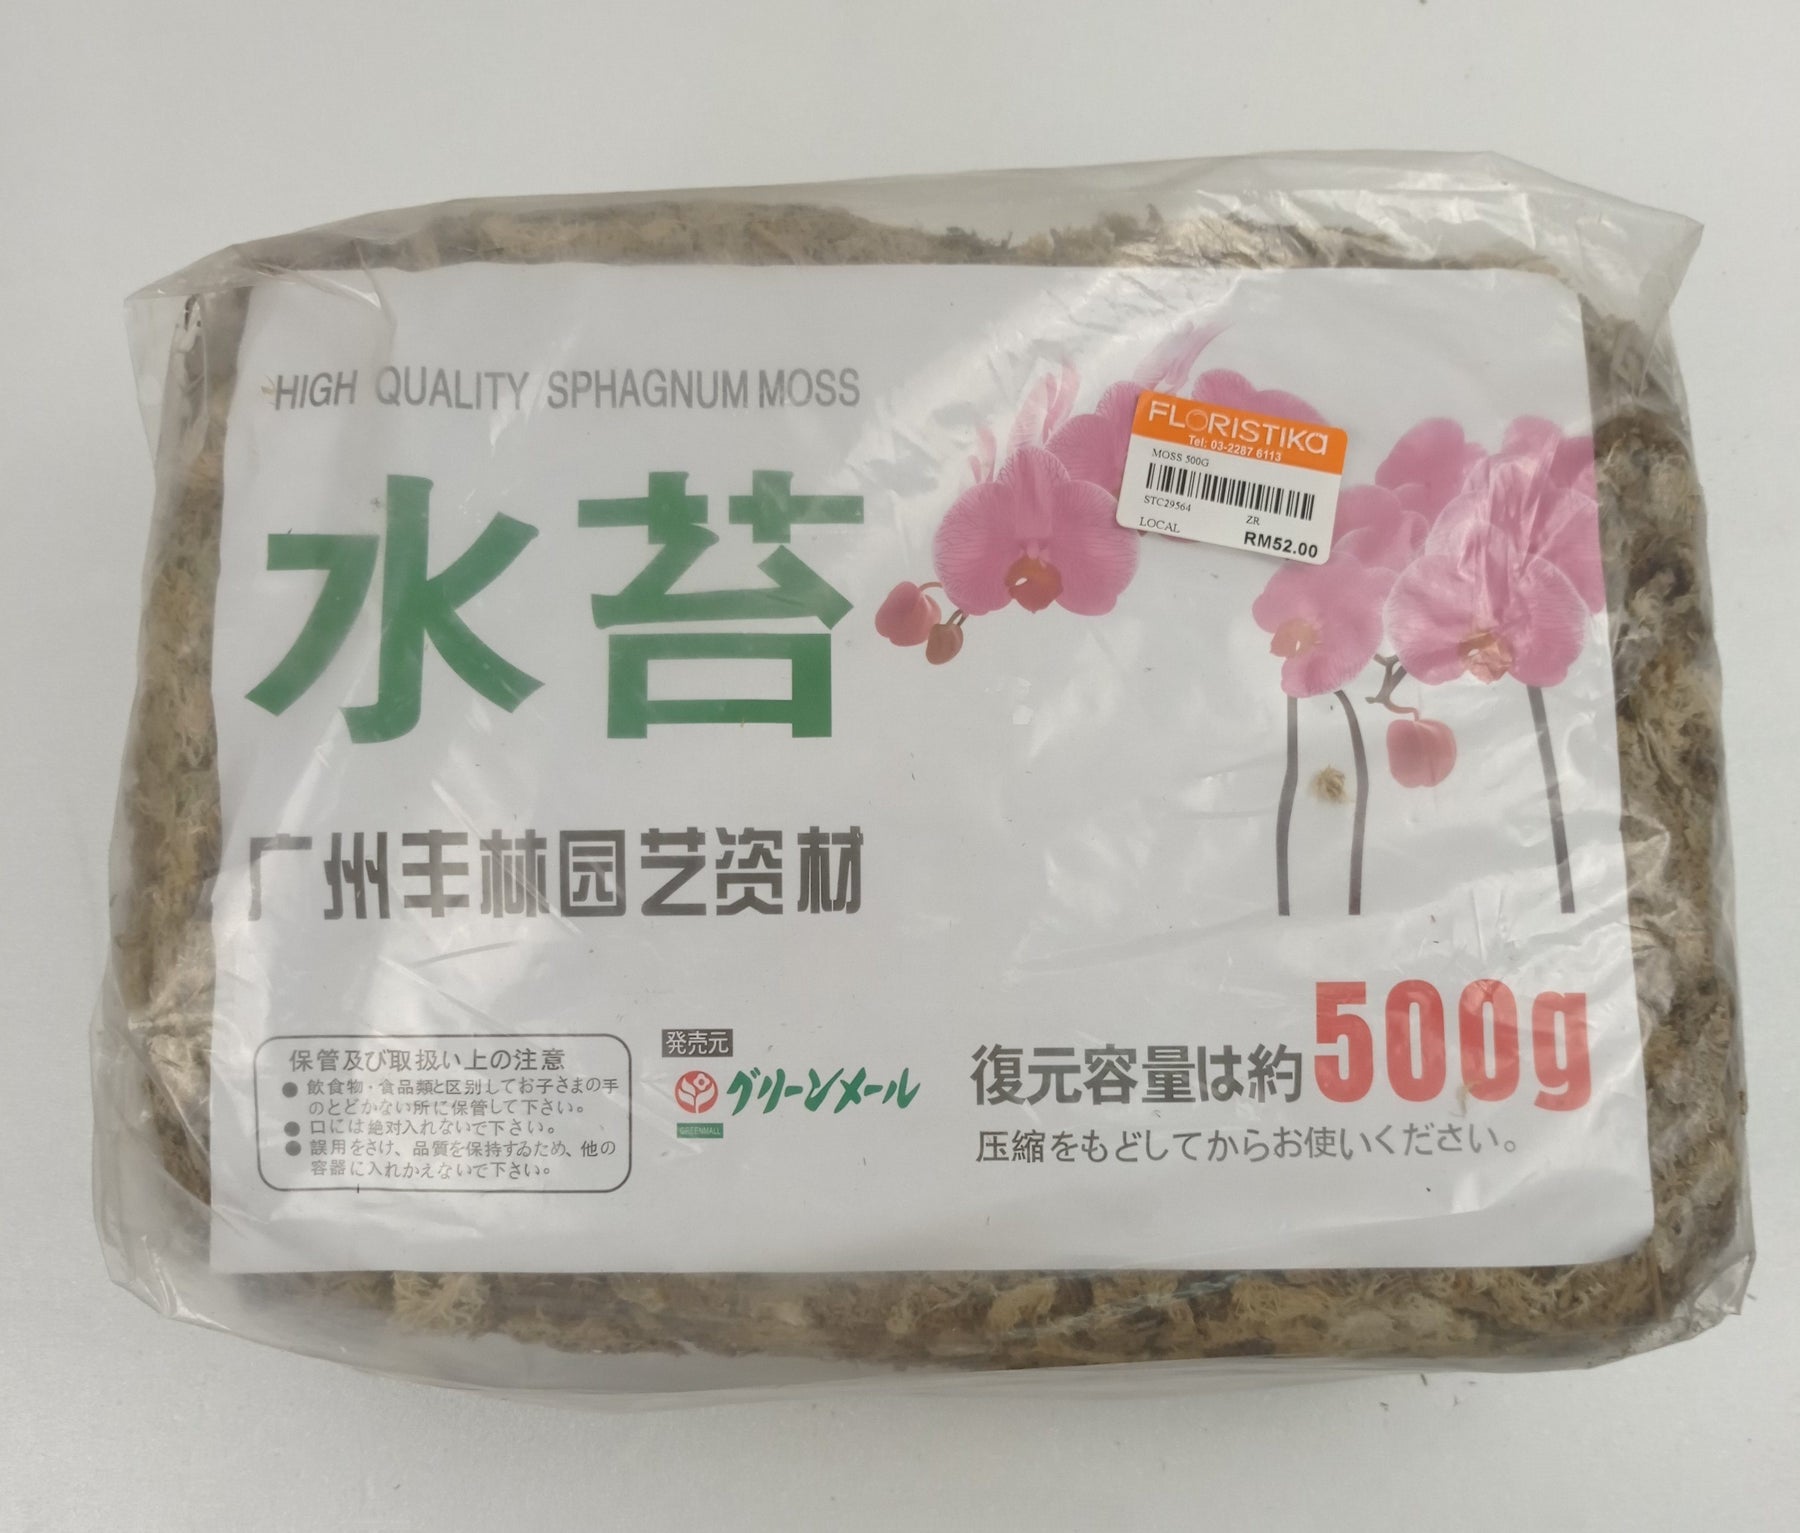 HIGH QUALITY SPHAGNUM MOSS
水苔
FLORISTIKa
Tel: 03-2287 6113
MOSS 500G
STC29564
ZR
LOCAL
RM52.00
广州丰林园艺资材
保管及び取扱い上の注意
● 飲食物・食品類と区别してお子さまの手
のとどかない所に保管して下さい。
● 口には絶対入れないで下さい。
● 誤用をさけ、品質を保持するため、他の
容器に入れかえないで下さい。
発売元
グリーンメール
GREENMALL
復元容量は約500g
压縮をもどしてからお使いください。